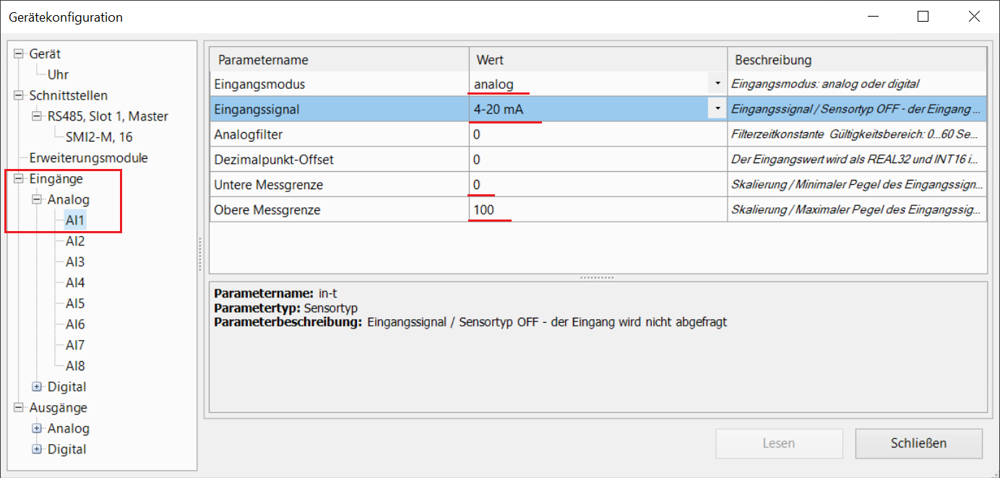 Gerätekonfiguration
Gerät
Uhr
Schnittstellen
RS485, Slot 1, Master
SMI2-M, 16
Erweiterungsmodule
Eingänge
Analog
AI1
AI2
AI3
AI4
AI5
AI6
AI7
AI8
Digital
Ausgänge
Analog
Digital
Parametername Wert Beschreibung
Eingangsmodus analog Eingangsmodus: analog oder digital
Eingangssignal 4-20 mA Eingangssignal / Sensortyp OFF - der Eingang ...
Analogfilter 0 Filterzeitkonstante Gültigkeitsbereich: 0...60 Se...
Dezimalpunkt-Offset 0 Der Eingangswert wird als REAL32 und INT16 i...
Untere Messgrenze 0 Skalierung / Minimaler Pegel des Eingangssign...
Obere Messgrenze 100 Skalierung / Maximaler Pegel des Eingangssig...
Parametername: in-t
Parametertyp: Sensortyp
Parameterbeschreibung: Eingangssignal / Sensortyp OFF - der Eingang wird nicht abgefragt
Lesen Schließen